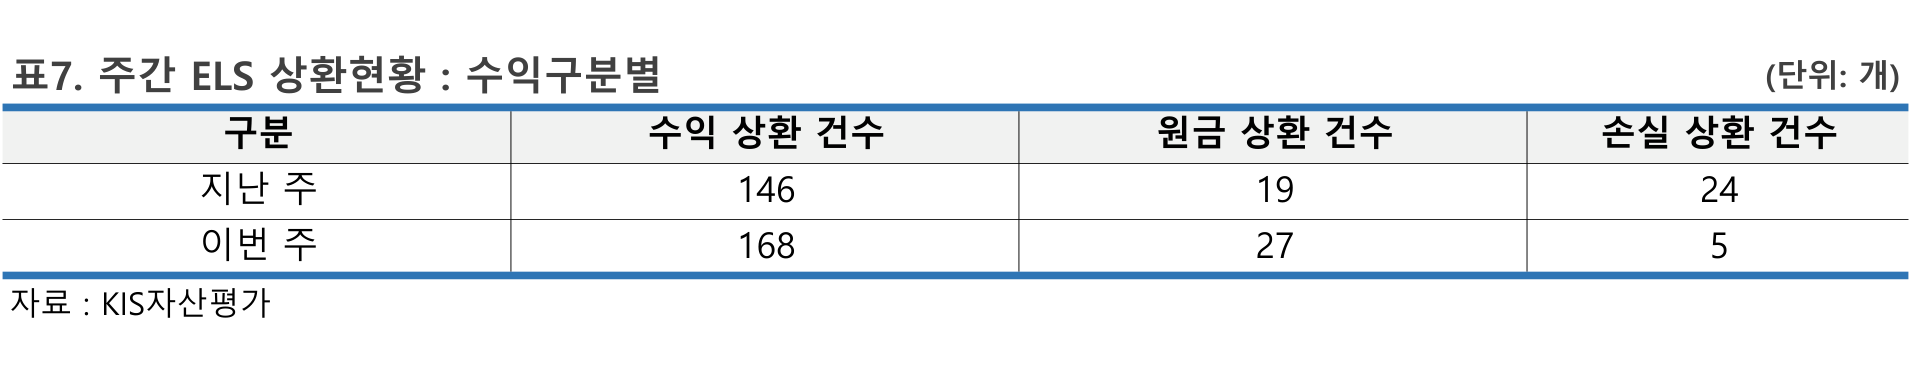 표7. 주간 ELS 상환현황 : 수익구분별 (단위: 개)
구분 수익 상환 건수 원금 상환 건수 손실 상환 건수
지난 주 146 19 24
이번 주 168 27 5
자료 : KIS자산평가